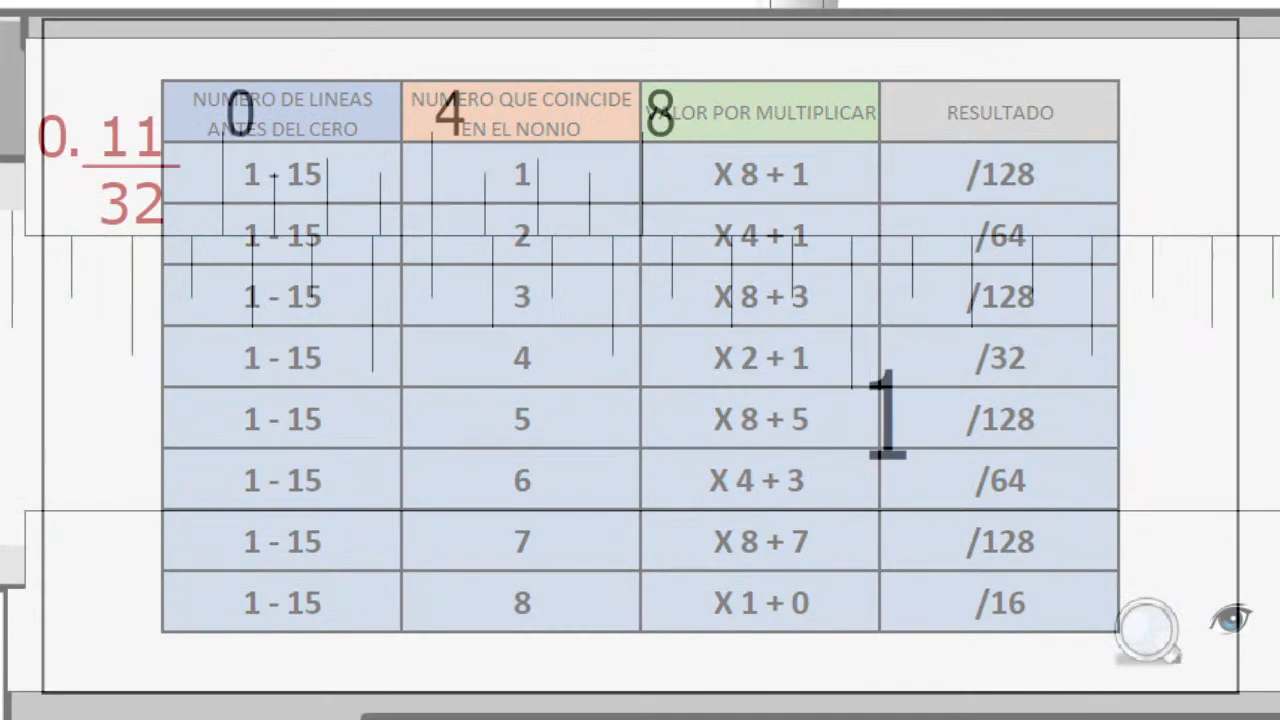 0 4 8
NUMERO DE LINEAS ANTES DEL CERO
NUMERO QUE COINCIDE EN EL NONIO
VALOR POR MULTIPLICAR
RESULTADO
0. 11
32
1 - 15 1 X 8 + 1 /128
1 - 15 2 X 4 + 1 /64
1 - 15 3 X 8 + 3 /128
1 - 15 4 X 2 + 1 /32
1
1 - 15 5 X 8 + 5 /128
1 - 15 6 X 4 + 3 /64
1 - 15 7 X 8 + 7 /128
1 - 15 8 X 1 + 0 /16